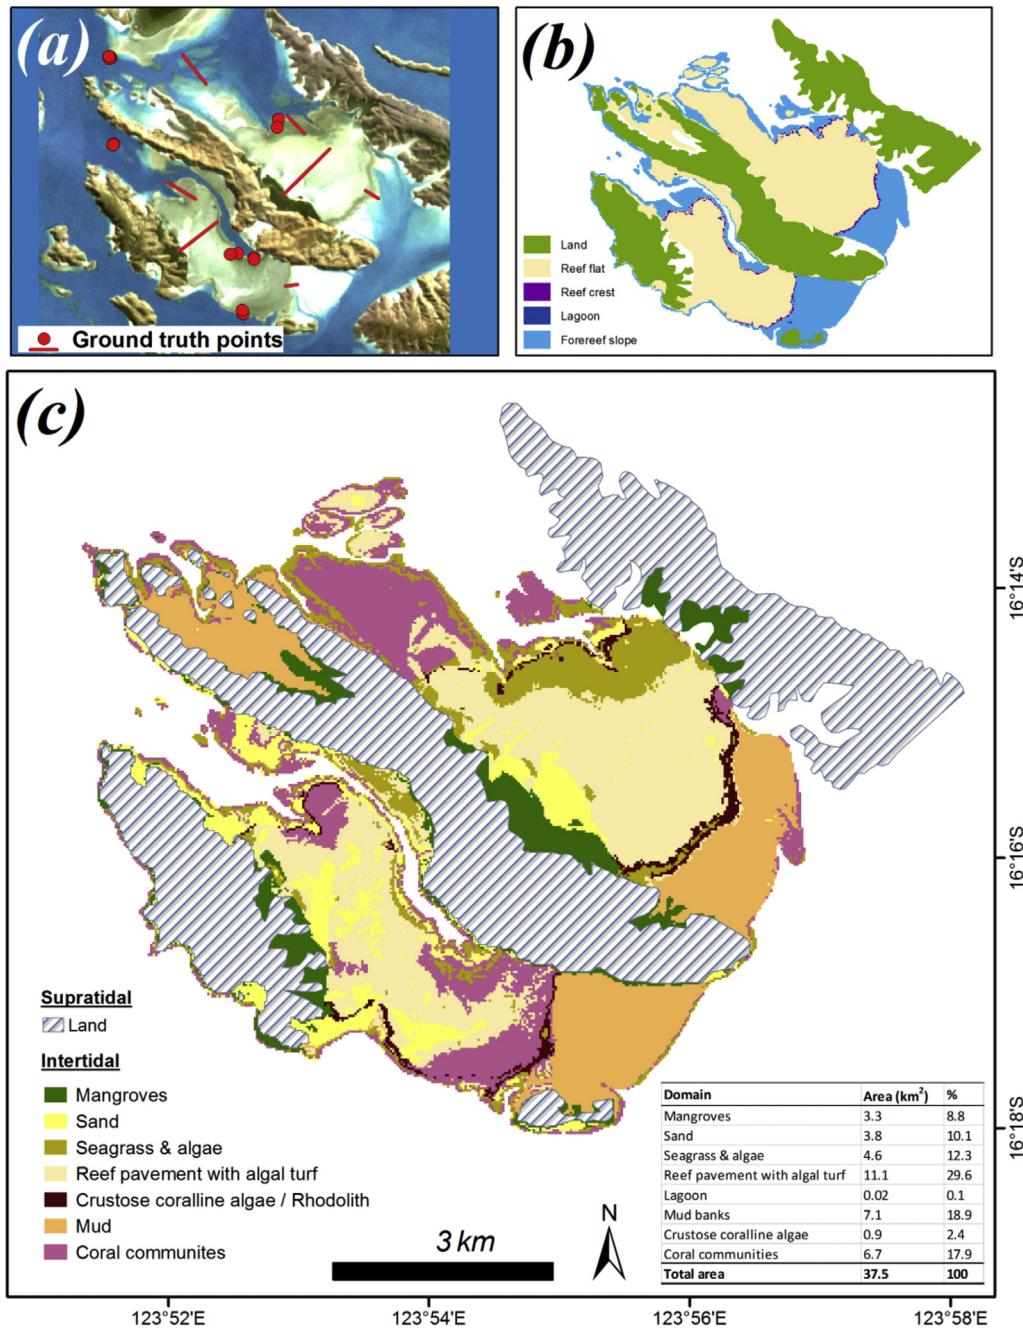 (a)
Ground truth points
(b)
Land
Reef flat
Reef crest
Lagoon
Forereef slope
(c)
16°14'S
16°16'S
16°18'S
Supratidal
Land
Intertidal
Mangroves
Sand
Seagrass & algae
Reef pavement with algal turf
Crustose coralline algae / Rhodolith
Mud
Coral communites
3 km
N
Domain Area (km²) %
Mangroves 3.3 8.8
Sand 3.8 10.1
Seagrass & algae 4.6 12.3
Reef pavement with algal turf 11.1 29.6
Lagoon 0.02 0.1
Mud banks 7.1 18.9
Crustose coralline algae 0.9 2.4
Coral communities 6.7 17.9
Total area 37.5 100
123°52'E 123°54'E 123°56'E 123°58'E